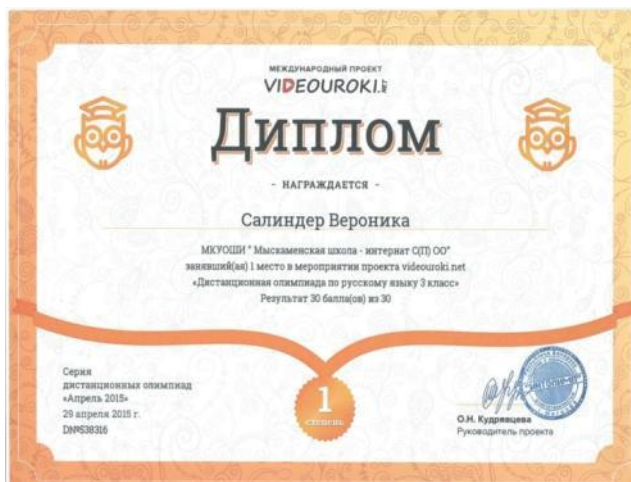 МЕЖДУНАРОДНЫЙ ПРОЕКТ
VIDEOUROKI.NET
Диплом
- НАГРАЖДАЕТСЯ -
Салиндер Вероника
МКУОШИ " Мыскаменская школа - интернат С(П) ОО"
занявший(ая) 1 место в мероприятии проекта videouroki.net
«Дистанционная олимпиада по русскому языку 3 класс»
Результат 30 балла(ов) из 30
Серия
дистанционных олимпиад
«Апрель 2015»
29 апреля 2015 г.
DN№538316
1
СТЕПЕНЬ
О.Н. Кудрявцева
Руководитель проекта